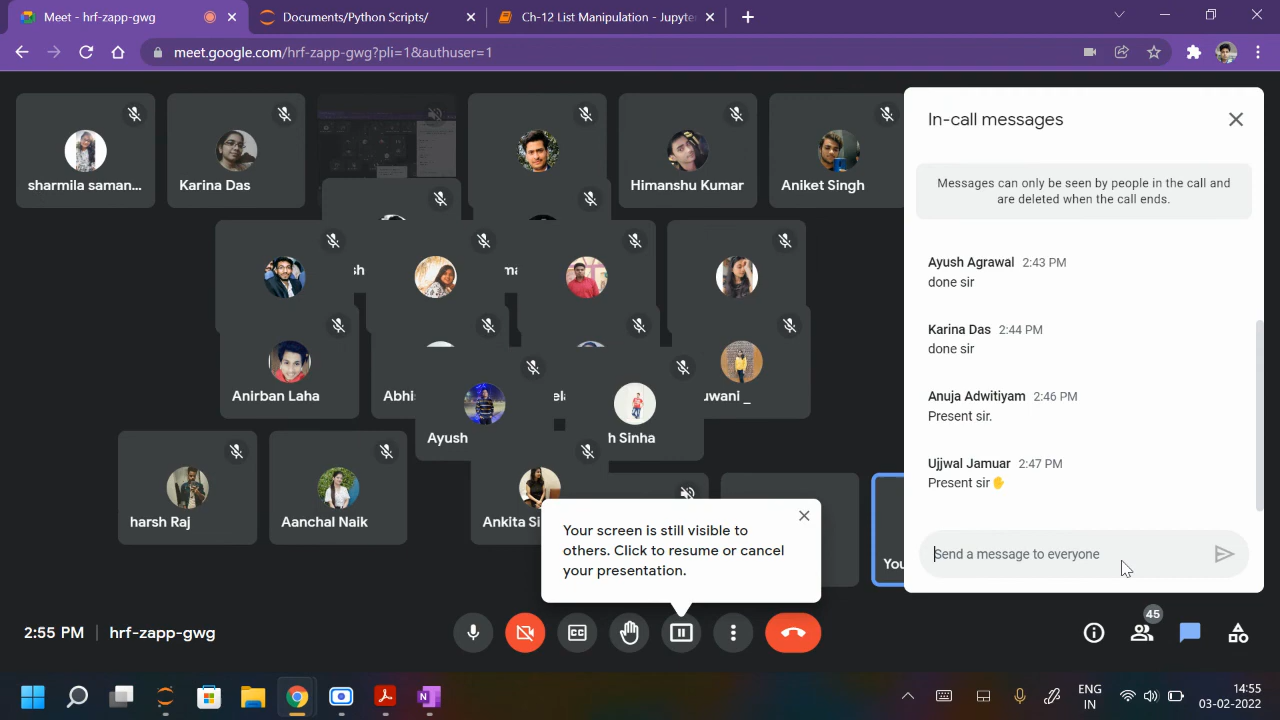 Meet - hrf-zapp-gwg
Documents/Python Scripts/
Ch-12 List Manipulation - Jupyte
meet.google.com/hrf-zapp-gwg?pli=1&authuser=1
sharmila saman...
Karina Das
Himanshu Kumar
Aniket Singh
Anirban Laha
Abhi
uwani _
Ayush
h Sinha
harsh Raj
Aanchal Naik
Ankita Si
You
Your screen is still visible to
others. Click to resume or cancel
your presentation.
In-call messages
Messages can only be seen by people in the call and
are deleted when the call ends.
Ayush Agrawal 2:43 PM
done sir
Karina Das 2:44 PM
done sir
Anuja Adwitiyam 2:46 PM
Present sir.
Ujjwal Jamuar 2:47 PM
Present sir✋
Send a message to everyone
2:55 PM | hrf-zapp-gwg
CC
45
ENG
IN
14:55
03-02-2022